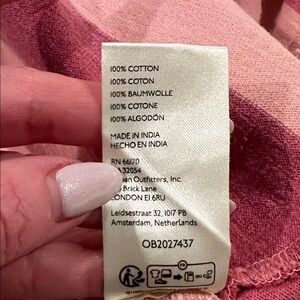 100% COTTON
100% COTON
100% BAUMWOLLE
100% COTONE
100% ALGODÓN
MADE IN INDIA
HECHO EN INDIA
RN 66170
32054
Outfitters, Inc.
Brick Lane
LONDON E1 6RU
Leidsestraat 32, 1017 PB
Amsterdam, Netherlands
OB2027437
FR